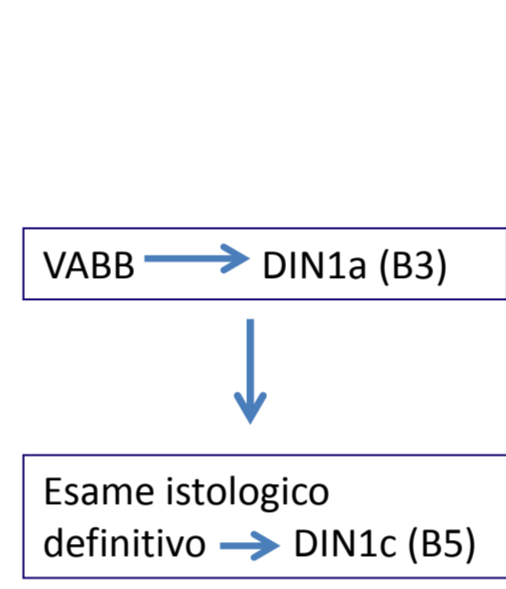 VABB → DIN1a (B3)
Esame istologico
definitivo → DIN1c (B5)